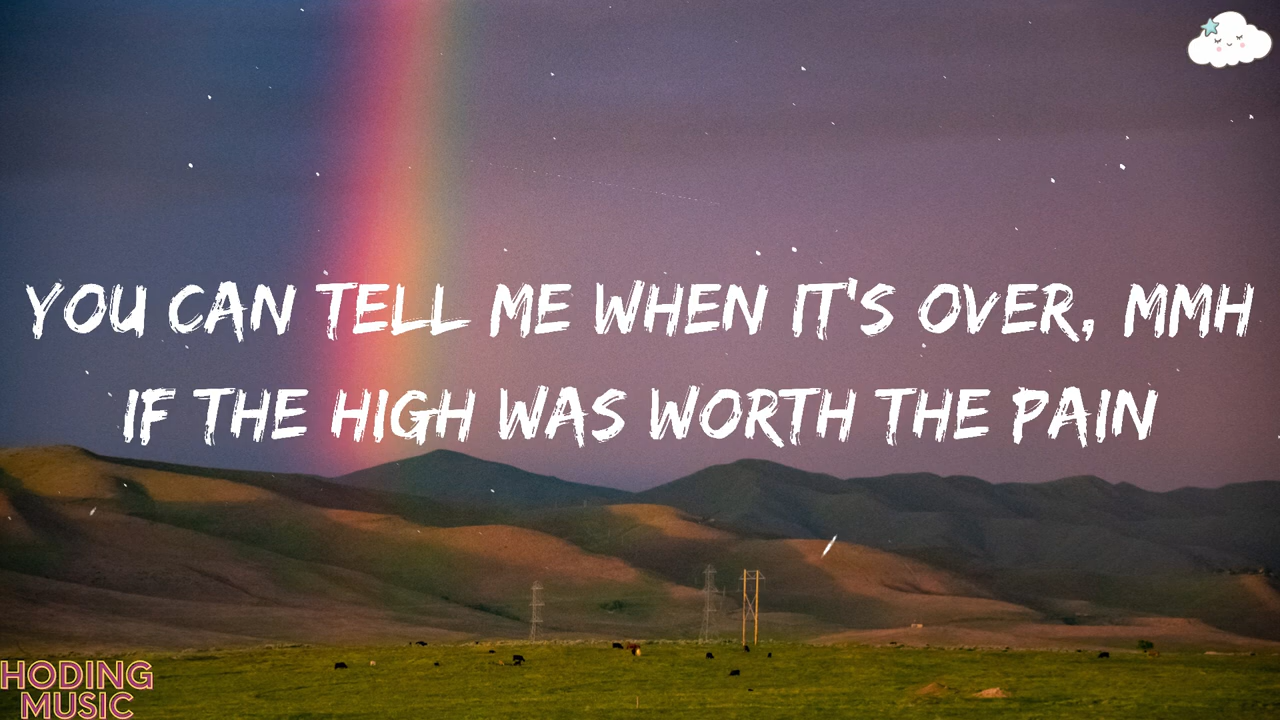 YOU CAN TELL ME WHEN IT'S OVER, MMH
IF THE HIGH WAS WORTH THE PAIN
HODING
MUSIC